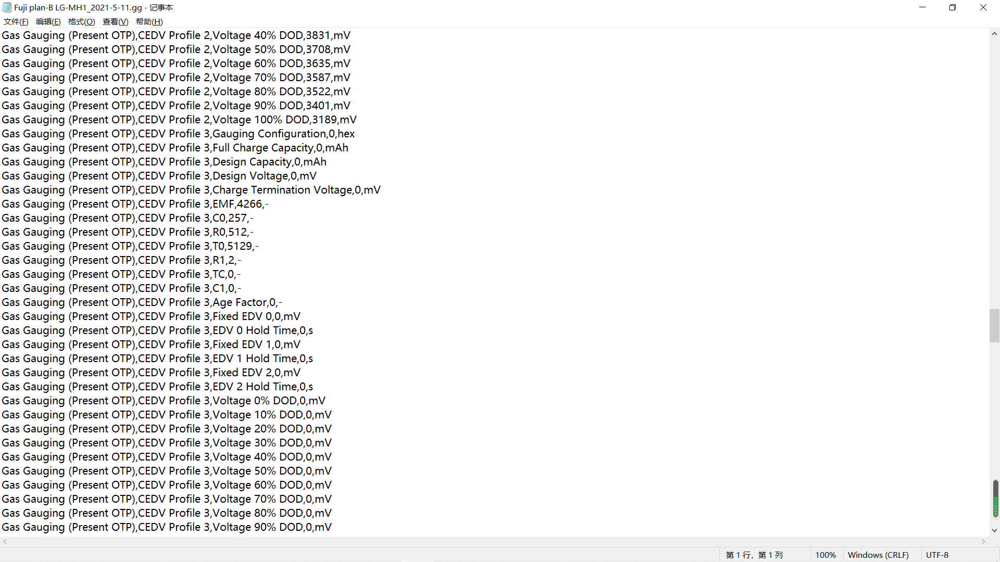 Fuji plan-B LG-MH1_2021-5-11.gg - 记事本
文件(F) 编辑(E) 格式(O) 查看(V) 帮助(H)
Gas Gauging (Present OTP),CEDV Profile 2,Voltage 40% DOD,3831,mV
Gas Gauging (Present OTP),CEDV Profile 2,Voltage 50% DOD,3708,mV
Gas Gauging (Present OTP),CEDV Profile 2,Voltage 60% DOD,3635,mV
Gas Gauging (Present OTP),CEDV Profile 2,Voltage 70% DOD,3587,mV
Gas Gauging (Present OTP),CEDV Profile 2,Voltage 80% DOD,3522,mV
Gas Gauging (Present OTP),CEDV Profile 2,Voltage 90% DOD,3401,mV
Gas Gauging (Present OTP),CEDV Profile 2,Voltage 100% DOD,3189,mV
Gas Gauging (Present OTP),CEDV Profile 3,Gauging Configuration,0,hex
Gas Gauging (Present OTP),CEDV Profile 3,Full Charge Capacity,0,mAh
Gas Gauging (Present OTP),CEDV Profile 3,Design Capacity,0,mAh
Gas Gauging (Present OTP),CEDV Profile 3,Design Voltage,0,mV
Gas Gauging (Present OTP),CEDV Profile 3,Charge Termination Voltage,0,mV
Gas Gauging (Present OTP),CEDV Profile 3,EMF,4266,-
Gas Gauging (Present OTP),CEDV Profile 3,C0,257,-
Gas Gauging (Present OTP),CEDV Profile 3,R0,512,-
Gas Gauging (Present OTP),CEDV Profile 3,T0,5129,-
Gas Gauging (Present OTP),CEDV Profile 3,R1,2,-
Gas Gauging (Present OTP),CEDV Profile 3,TC,0,-
Gas Gauging (Present OTP),CEDV Profile 3,C1,0,-
Gas Gauging (Present OTP),CEDV Profile 3,Age Factor,0,-
Gas Gauging (Present OTP),CEDV Profile 3,Fixed EDV 0,0,mV
Gas Gauging (Present OTP),CEDV Profile 3,EDV 0 Hold Time,0,s
Gas Gauging (Present OTP),CEDV Profile 3,Fixed EDV 1,0,mV
Gas Gauging (Present OTP),CEDV Profile 3,EDV 1 Hold Time,0,s
Gas Gauging (Present OTP),CEDV Profile 3,Fixed EDV 2,0,mV
Gas Gauging (Present OTP),CEDV Profile 3,EDV 2 Hold Time,0,s
Gas Gauging (Present OTP),CEDV Profile 3,Voltage 0% DOD,0,mV
Gas Gauging (Present OTP),CEDV Profile 3,Voltage 10% DOD,0,mV
Gas Gauging (Present OTP),CEDV Profile 3,Voltage 20% DOD,0,mV
Gas Gauging (Present OTP),CEDV Profile 3,Voltage 30% DOD,0,mV
Gas Gauging (Present OTP),CEDV Profile 3,Voltage 40% DOD,0,mV
Gas Gauging (Present OTP),CEDV Profile 3,Voltage 50% DOD,0,mV
Gas Gauging (Present OTP),CEDV Profile 3,Voltage 60% DOD,0,mV
Gas Gauging (Present OTP),CEDV Profile 3,Voltage 70% DOD,0,mV
Gas Gauging (Present OTP),CEDV Profile 3,Voltage 80% DOD,0,mV
Gas Gauging (Present OTP),CEDV Profile 3,Voltage 90% DOD,0,mV
第 1 行，第 1 列 100% Windows (CRLF) UTF-8